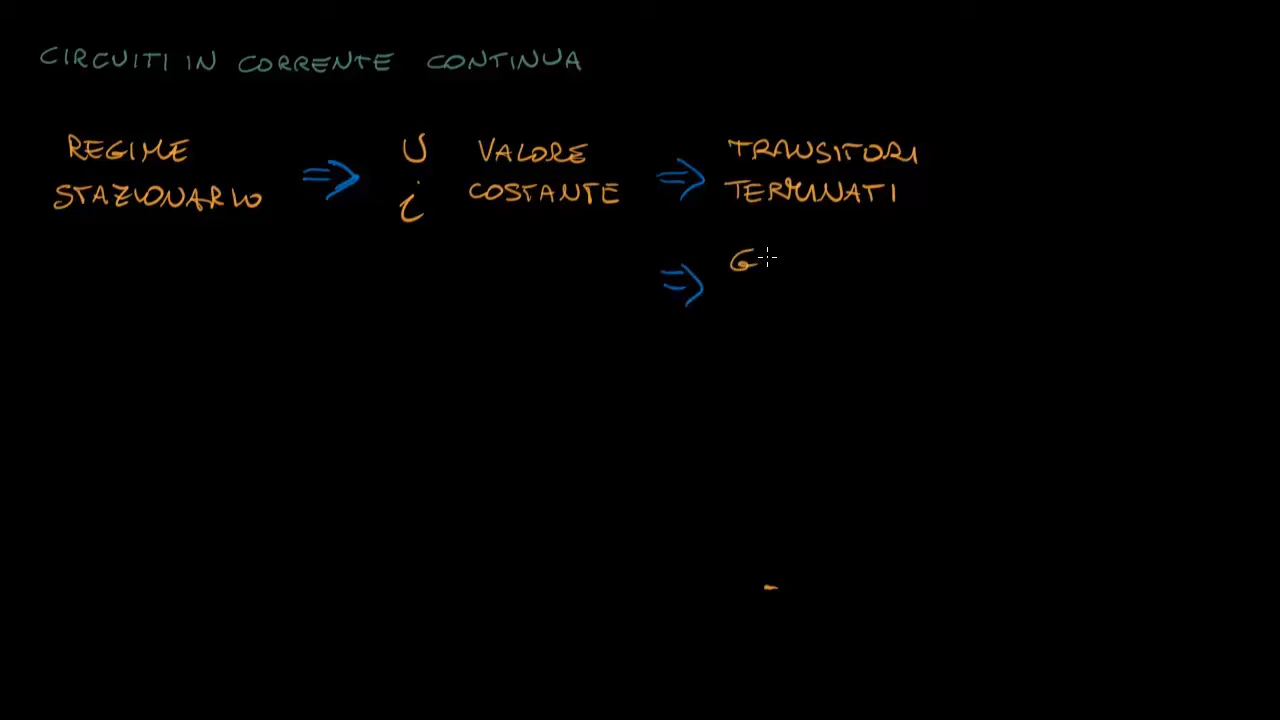 CIRCUITI IN CORRENTE CONTINUA
REGIME STAZIONARIO ⇒ U i VALORE COSTANTE ⇒ TRANSITORI TERMINATI
⇒ G